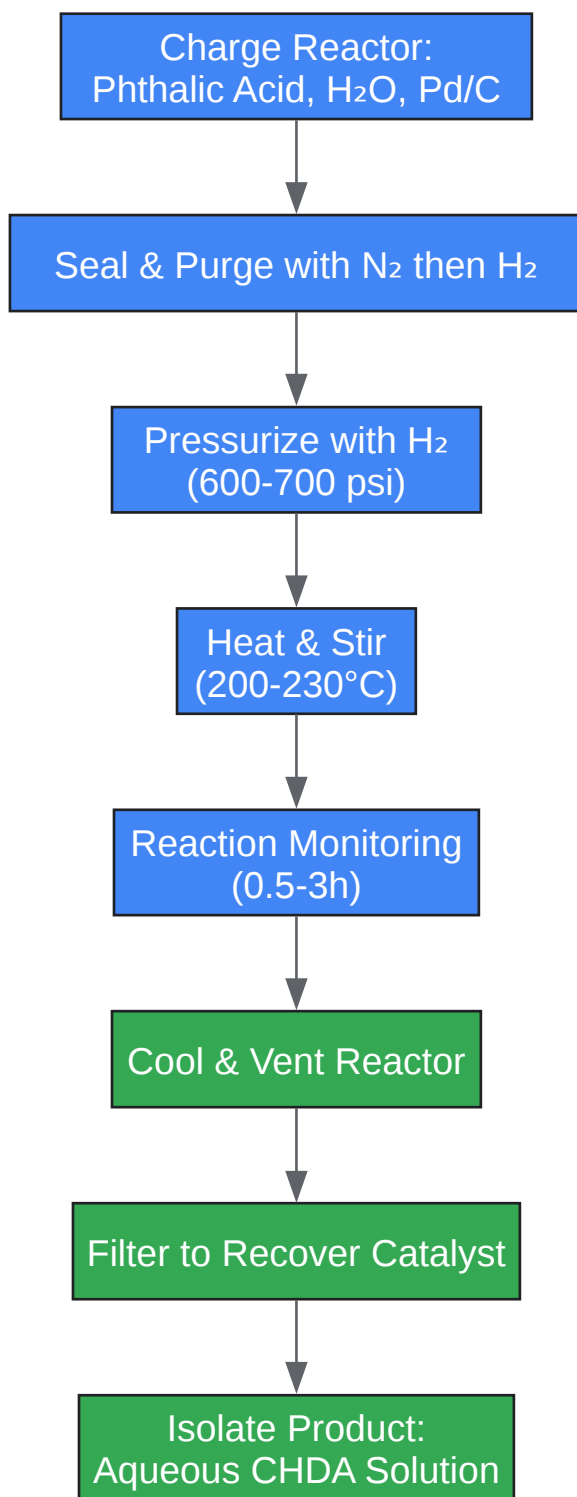 Charge Reactor:
Phthalic Acid, H₂O, Pd/C
Seal & Purge with N₂ then H₂
Pressurize with H₂
(600-700 psi)
Heat & Stir
(200-230°C)
Reaction Monitoring
(0.5-3h)
Cool & Vent Reactor
Filter to Recover Catalyst
Isolate Product:
Aqueous CHDA Solution